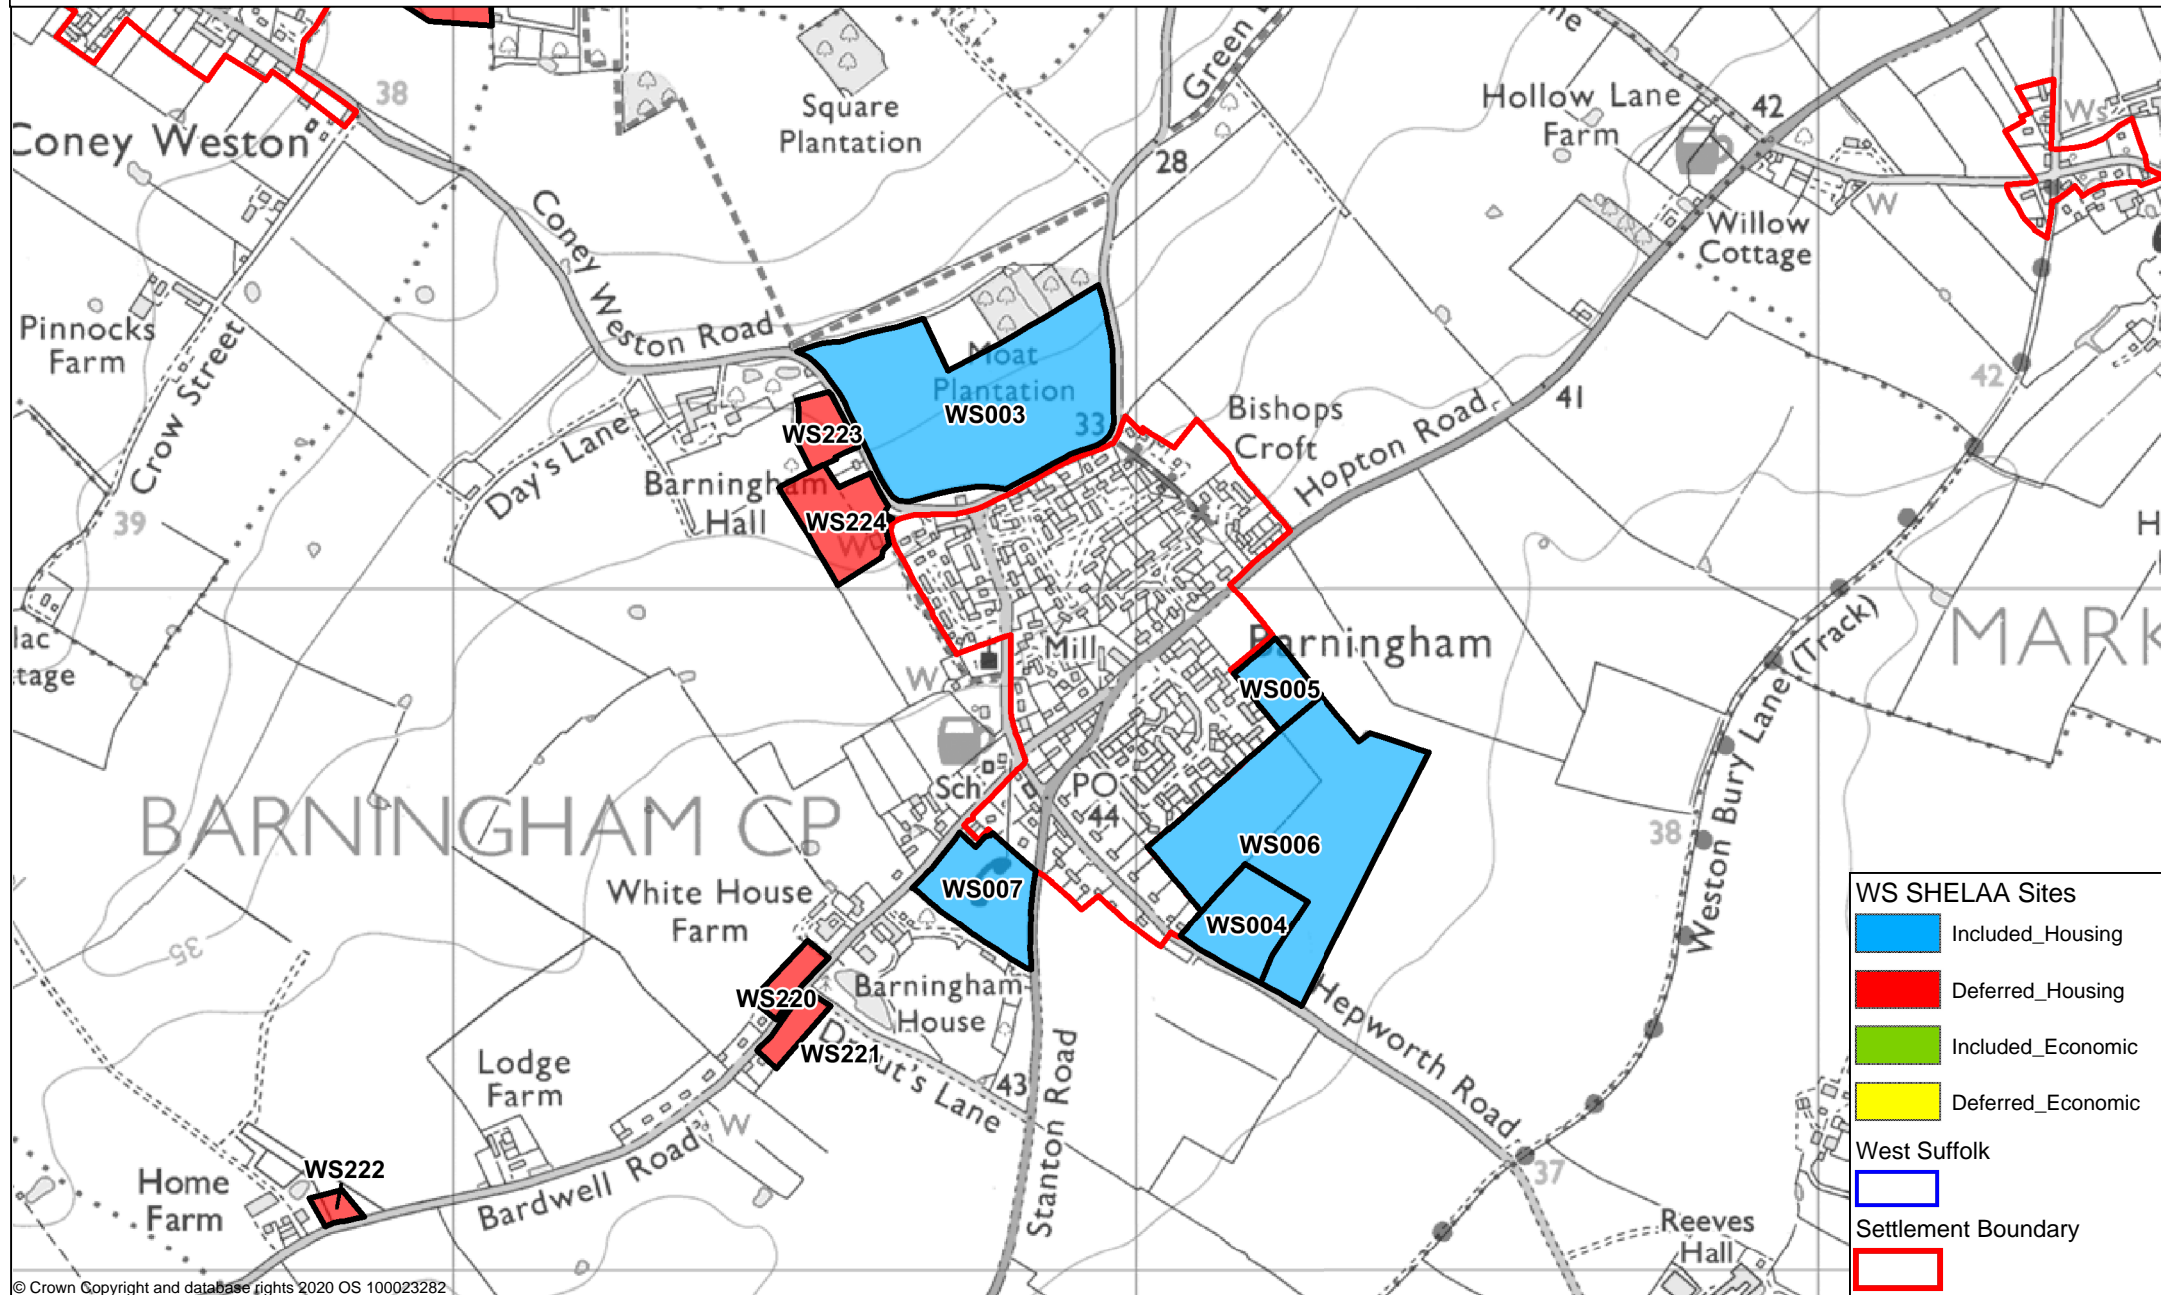 38
Coney Weston
Square
Plantation
Green
28
Hollow Lane
Farm
42
Ws
W
Willow
Cottage
Coney Weston Road
Pinnocks
Farm
Crow Street
39
Day's Lane
Moat
Plantation
33
WS003
WS223
Barningham
Hall
WS224
W
Bishops
Croft
Hopton Road
41
42
Mill
Barningham
WS005
W
Sch
PO
44
WS006
WS004
WS007
BARNINGHAM CP
White House
Farm
35
WS220
WS221
Barningham
House
Lane
43
Stanton Road
Hepworth Road
37
38
Weston Bury Lane (Track)
MARK
H
lac
tage
Lodge
Farm
W
Bardwell Road
Home
Farm
WS222
Reeves
Hall
WS SHELAA Sites
Included_Housing
Deferred_Housing
Included_Economic
Deferred_Economic
West Suffolk
Settlement Boundary
© Crown Copyright and database rights 2020 OS 100023282